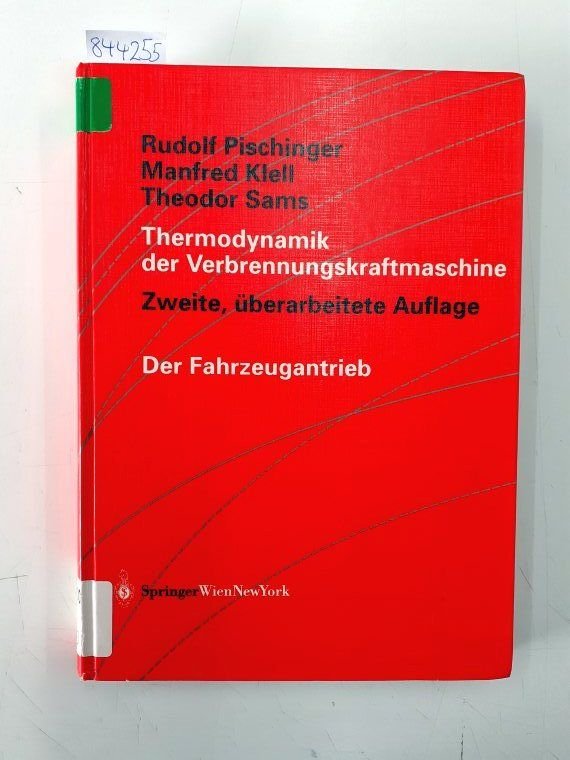 844255
Rudolf Pischinger
Manfred Klell
Theodor Sams
Thermodynamik
der Verbrennungskraftmaschine
Zweite, überarbeitete Auflage
Der Fahrzeugantrieb
SpringerWienNewYork